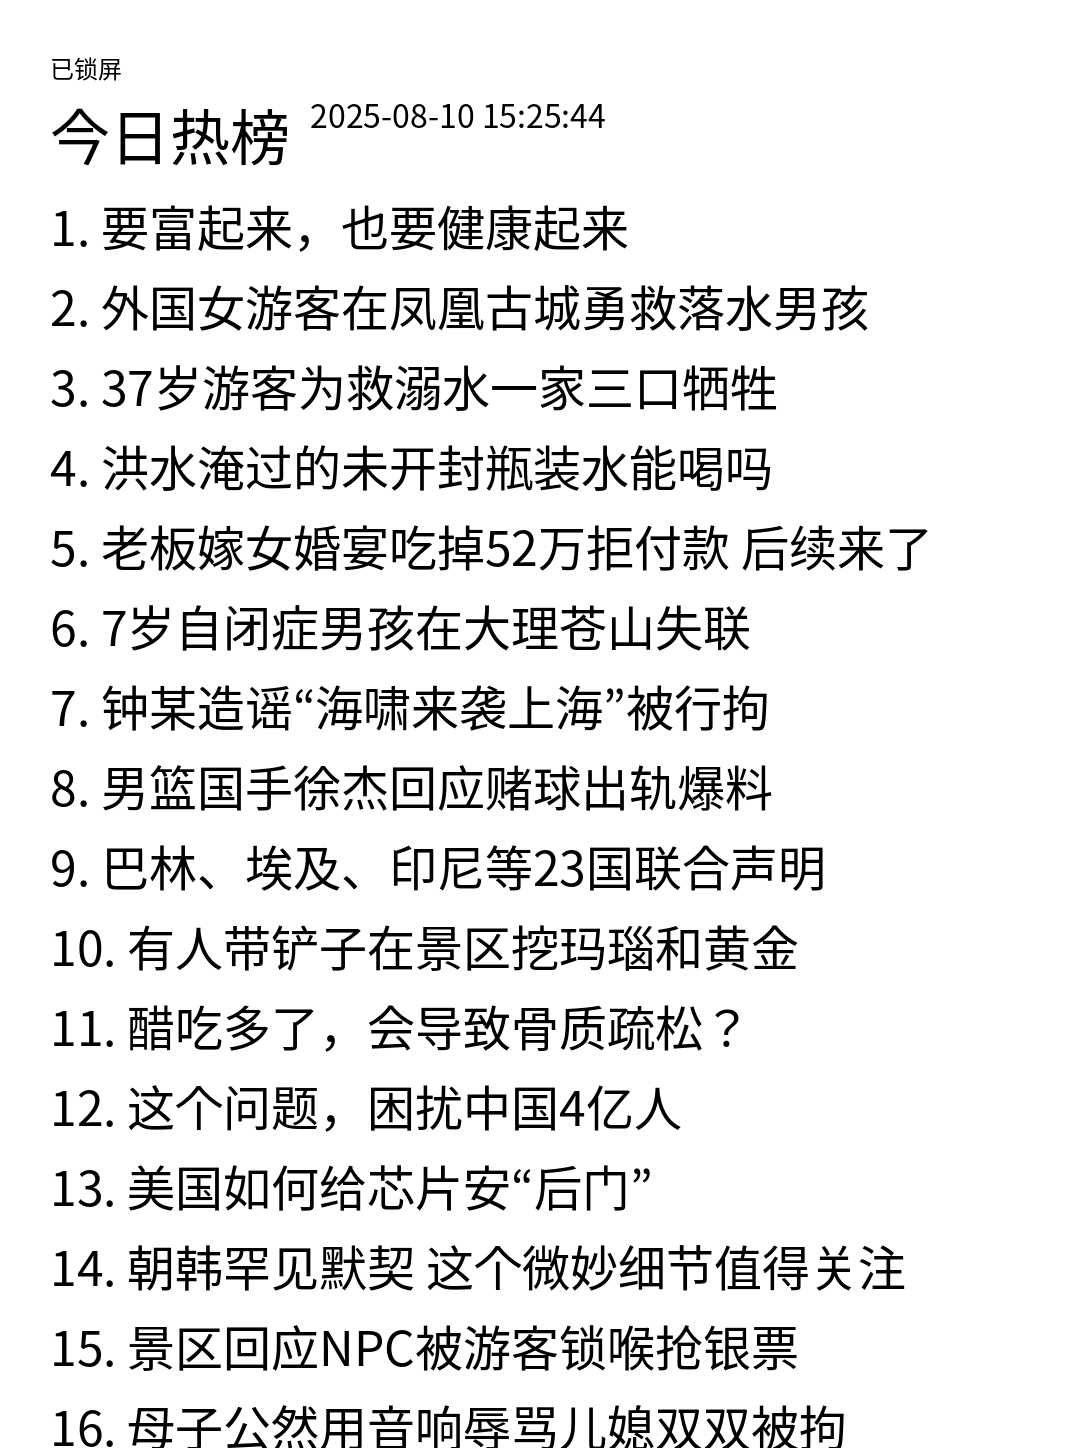 已锁屏
今日热榜 2025-08-10 15:25:44
1. 要富起来，也要健康起来
2. 外国女游客在凤凰古城勇救落水男孩
3. 37岁游客为救溺水一家三口牺牲
4. 洪水淹过的未开封瓶装水能喝吗
5. 老板嫁女婚宴吃掉52万拒付款 后续来了
6. 7岁自闭症男孩在大理苍山失联
7. 钟某造谣“海啸来袭上海”被行拘
8. 男篮国手徐杰回应赌球出轨爆料
9. 巴林、埃及、印尼等23国联合声明
10. 有人带铲子在景区挖玛瑙和黄金
11. 醋吃多了，会导致骨质疏松？
12. 这个问题，困扰中国4亿人
13. 美国如何给芯片安“后门”
14. 朝韩罕见默契 这个微妙细节值得关注
15. 景区回应NPC被游客锁喉抢银票
16. 母子公然用音响辱骂儿媳双双被拘